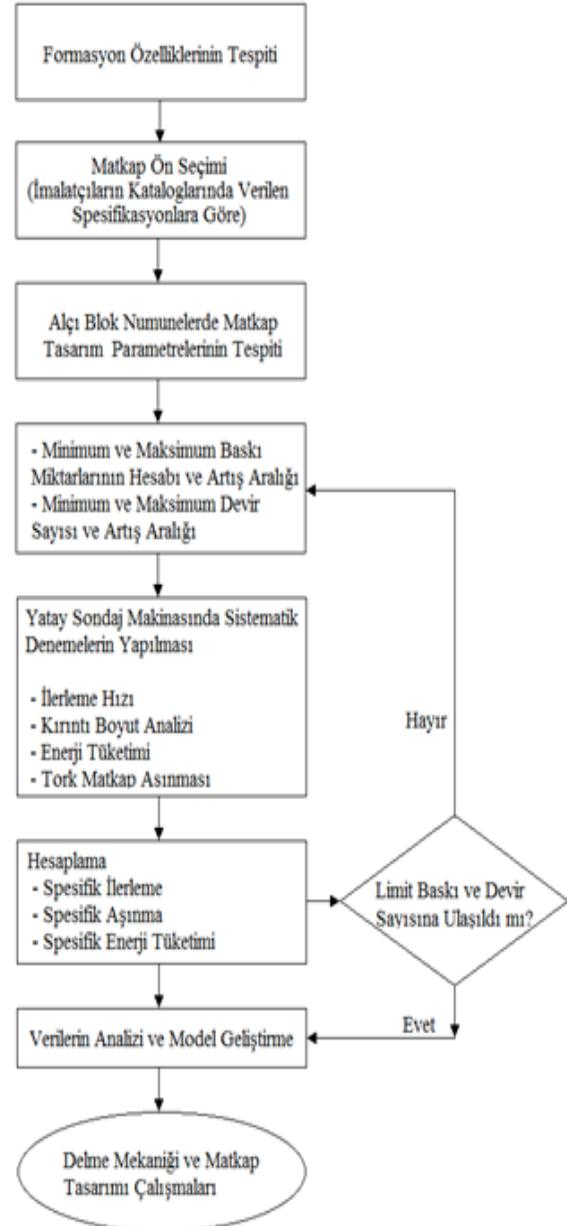 Formasyon Özelliklerinin Tespiti
Matkap Ön Seçimi
(İmalatçıların Kataloglarında Verilen
Spesifikasyonlara Göre)
Alçı Blok Numunelerde Matkap
Tasarım Parametrelerinin Tespiti
- Minimum ve Maksimum Baskı
Miktarlarının Hesabı ve Artış Aralığı
- Minimum ve Maksimum Devir
Sayısı ve Artış Aralığı
Yatay Sondaj Makinasında Sistematik
Denemelerin Yapılması
- İlerleme Hızı
- Kırıntı Boyut Analizi
- Enerji Tüketimi
- Tork Matkap Aşınması
Hayır
Hesaplama
- Spesifik İlerleme
- Spesifik Aşınma
- Spesifik Enerji Tüketimi
Limit Baskı ve Devir
Sayısına Ulaşıldı mı?
Evet
Verilerin Analizi ve Model Geliştirme
Delme Mekaniği ve Matkap
Tasarımı Çalışmaları